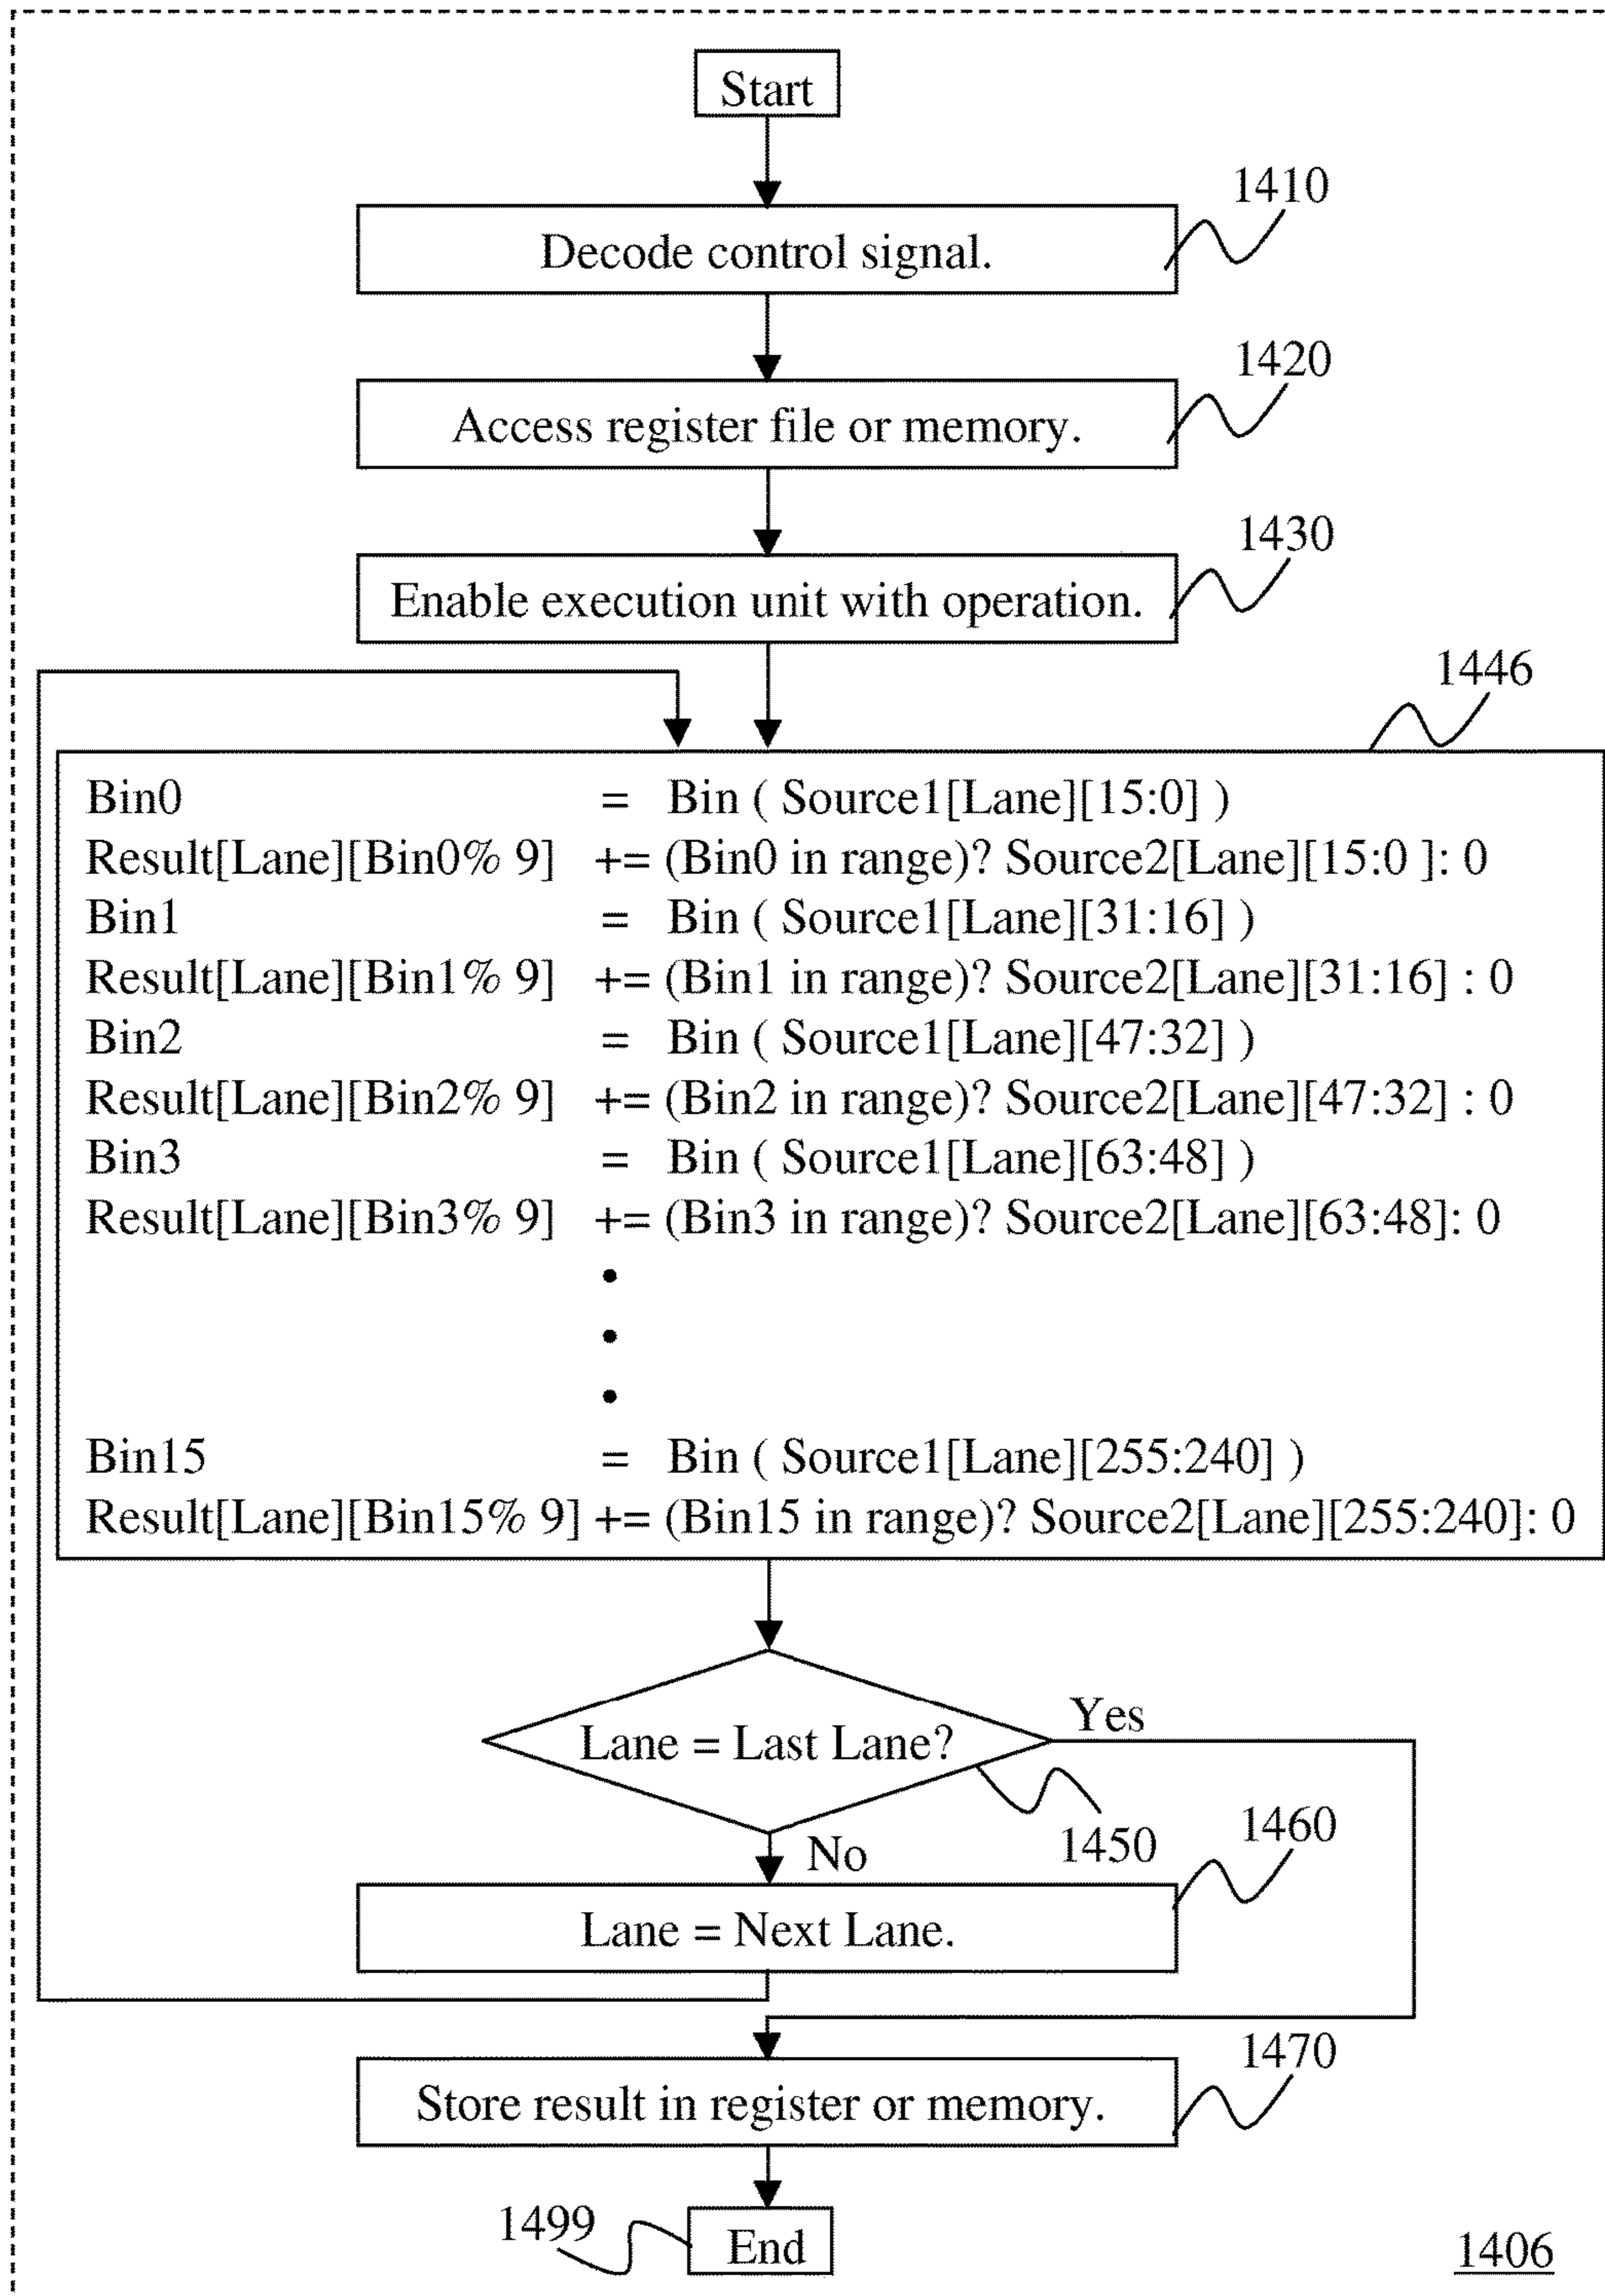 Start
1410
Decode control signal.
1420
Access register file or memory.
1430
Enable execution unit with operation.
1446
Bin0 = Bin ( Source1[Lane][15:0] )
Result[Lane][Bin0% 9] += (Bin0 in range)? Source2[Lane][15:0 ]: 0
Bin1 = Bin ( Source1[Lane][31:16] )
Result[Lane][Bin1% 9] += (Bin1 in range)? Source2[Lane][31:16] : 0
Bin2 = Bin ( Source1[Lane][47:32] )
Result[Lane][Bin2% 9] += (Bin2 in range)? Source2[Lane][47:32] : 0
Bin3 = Bin ( Source1[Lane][63:48] )
Result[Lane][Bin3% 9] += (Bin3 in range)? Source2[Lane][63:48]: 0
•
•
•
Bin15 = Bin ( Source1[Lane][255:240] )
Result[Lane][Bin15% 9] += (Bin15 in range)? Source2[Lane][255:240]: 0
Yes
Lane = Last Lane?
1450
No
1460
Lane = Next Lane.
1470
Store result in register or memory.
1499
End
1406